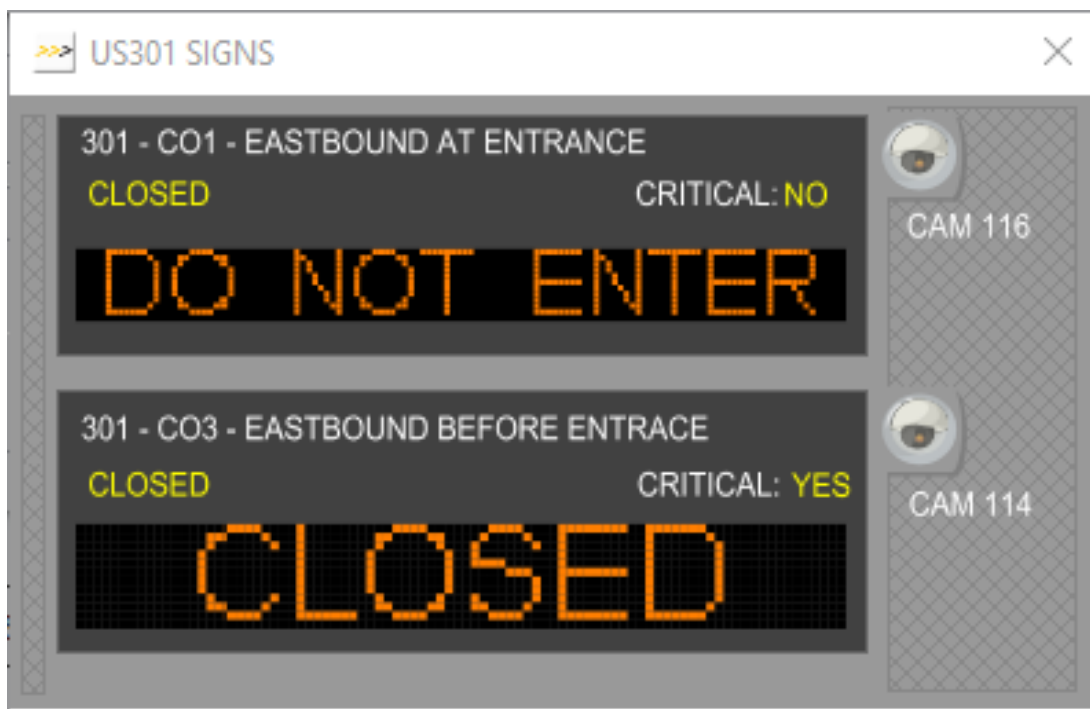 US301 SIGNS
301 - CO1 - EASTBOUND AT ENTRANCE
CLOSED CRITICAL: NO
DO NOT ENTER
CAM 116
301 - CO3 - EASTBOUND BEFORE ENTRACE
CLOSED CRITICAL: YES
CLOSED
CAM 114